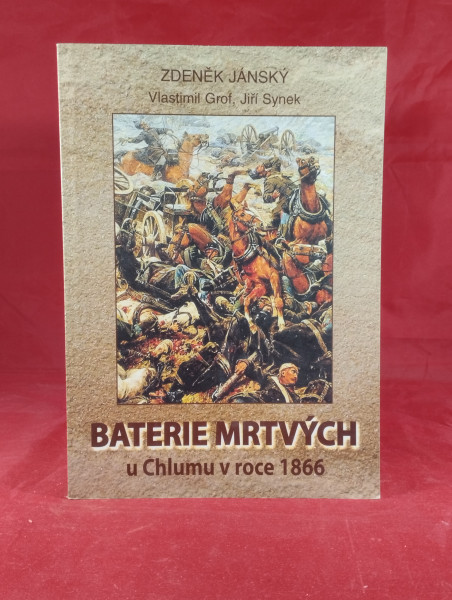 ZDENĚK JÁNSKÝ
Vlastimil Grof, Jiří Synek
BATERIE MRTVÝCH
u Chlumu v roce 1866